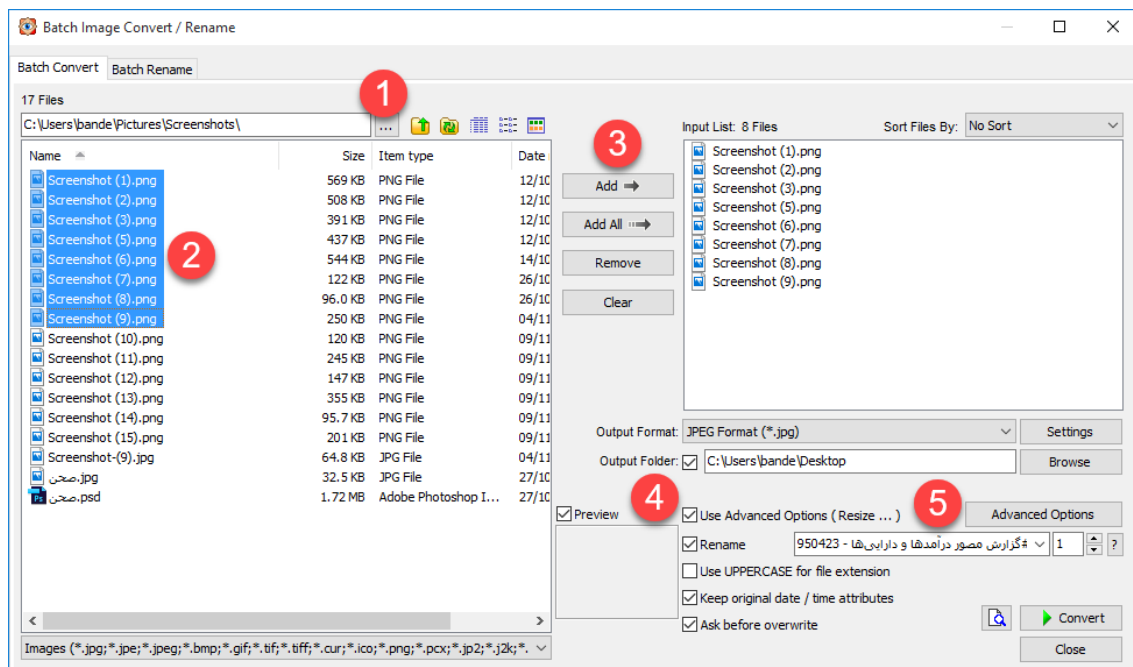 Batch Image Convert / Rename
Batch Convert Batch Rename
17 Files
1
C:\Users\bande\Pictures\Screenshots\ ...
Name Size Item type Date
Screenshot (1).png 569 KB PNG File 12/10
Screenshot (2).png 508 KB PNG File 12/10
Screenshot (3).png 391 KB PNG File 12/10
Screenshot (5).png 437 KB PNG File 12/10
Screenshot (6).png 544 KB PNG File 14/10
Screenshot (7).png 122 KB PNG File 26/10
Screenshot (8).png 96.0 KB PNG File 26/10
Screenshot (9).png 250 KB PNG File 04/11
Screenshot (10).png 120 KB PNG File 09/11
Screenshot (11).png 245 KB PNG File 09/11
Screenshot (12).png 147 KB PNG File 09/11
Screenshot (13).png 355 KB PNG File 09/11
Screenshot (14).png 95.7 KB PNG File 09/11
Screenshot (15).png 201 KB PNG File 09/11
Screenshot-(9).jpg 64.8 KB JPG File 04/11
صحن.jpg 32.5 KB JPG File 27/10
صحن.psd 1.72 MB Adobe Photoshop I... 27/10
2
Images (*.jpg;*.jpe;*.jpeg;*.bmp;*.gif;*.tif;*.tiff;*.cur;*.ico;*.png;*.pcx;*.jp2;*.j2k;*.
3
Add
Add All
Remove
Clear
Input List: 8 Files Sort Files By: No Sort
Screenshot (1).png
Screenshot (2).png
Screenshot (3).png
Screenshot (5).png
Screenshot (6).png
Screenshot (7).png
Screenshot (8).png
Screenshot (9).png
Output Format: JPEG Format (*.jpg) Settings
Output Folder: C:\Users\bande\Desktop Browse
4
5
Preview
Use Advanced Options ( Resize ... ) Advanced Options
Rename #گزارش مصور درآمدها و دارایی‌ها - 950423 1 ?
Use UPPERCASE for file extension
Keep original date / time attributes
Ask before overwrite
Convert
Close